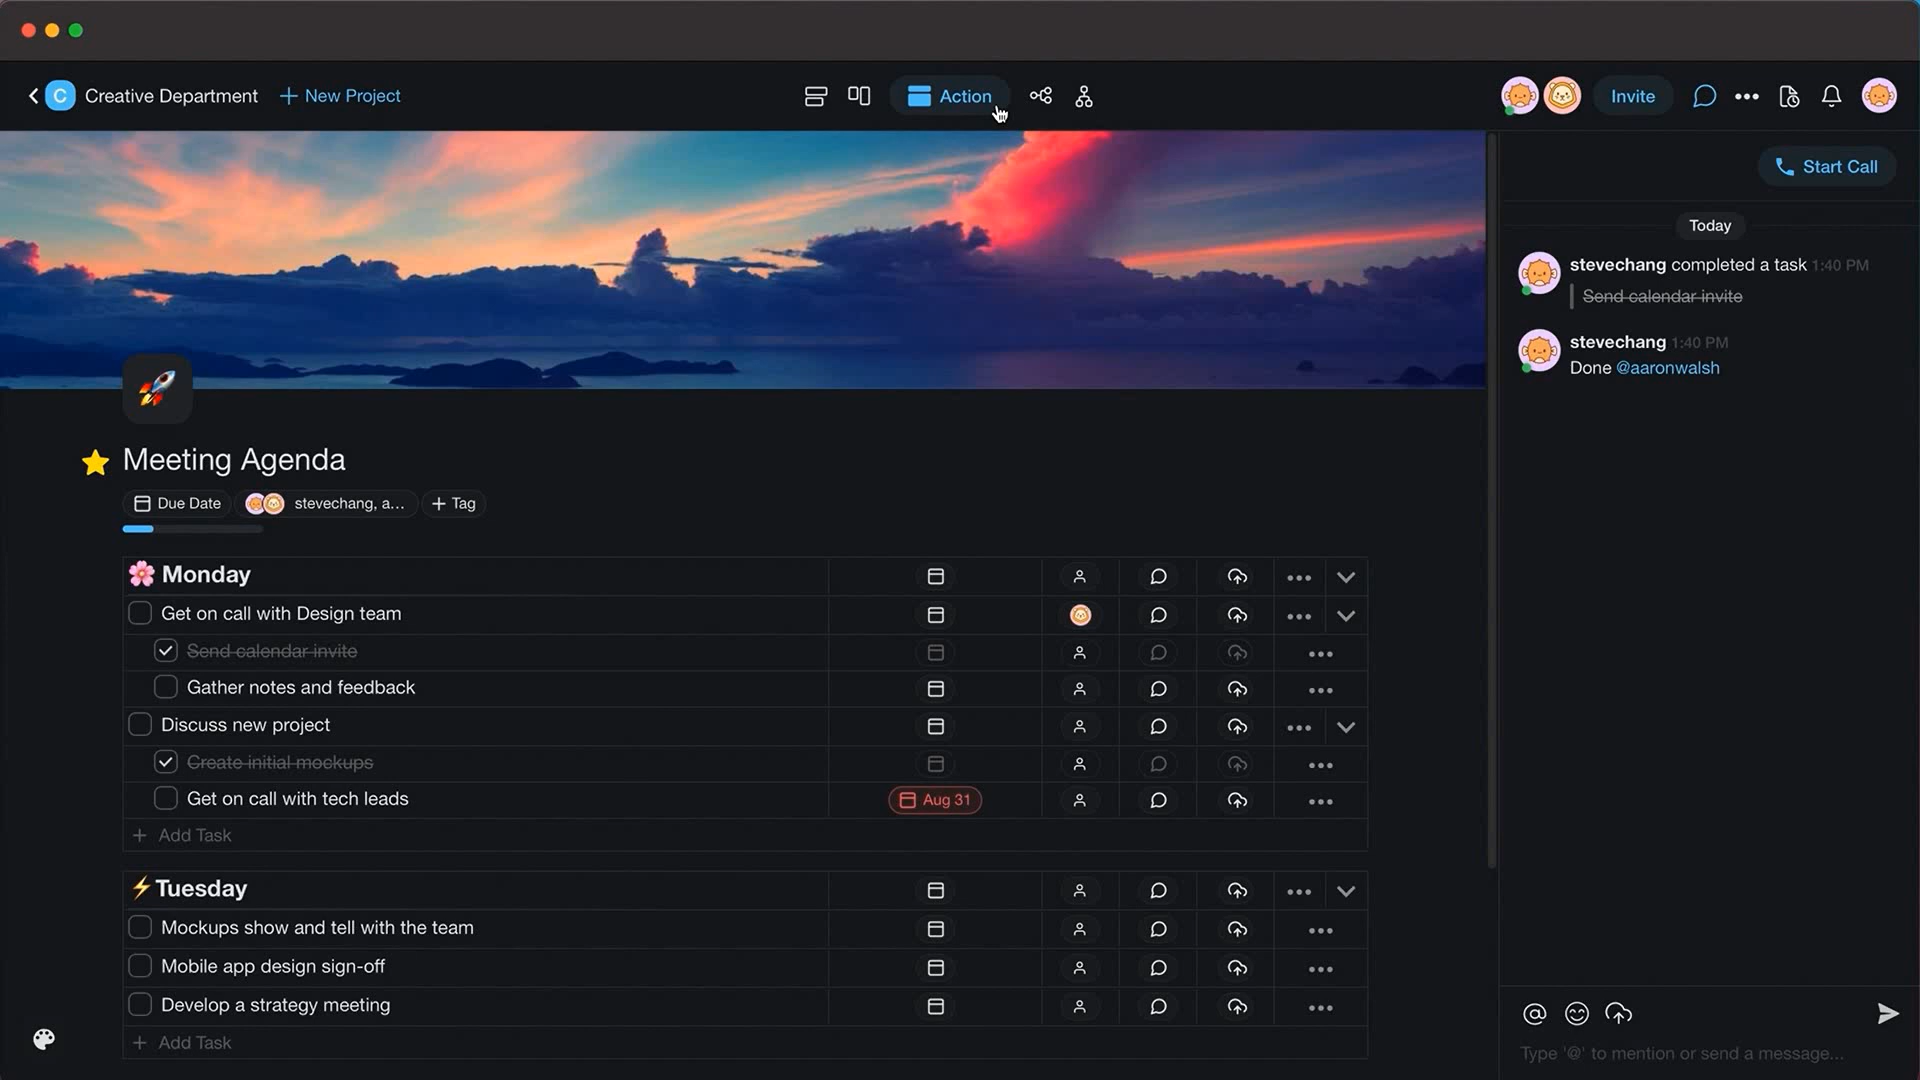 C Creative Department + New Project Action Invite
Start Call
Today
stevechang completed a task 1:40 PM
Send calendar invite
stevechang 1:40 PM
Done @aaronwalsh
Meeting Agenda
Due Date stevechang, a... + Tag
Monday
Get on call with Design team
Send calendar invite
Gather notes and feedback
Discuss new project
Create initial mockups
Get on call with tech leads Aug 31
+ Add Task
Tuesday
Mockups show and tell with the team
Mobile app design sign-off
Develop a strategy meeting
+ Add Task
Type '@' to mention or send a message...